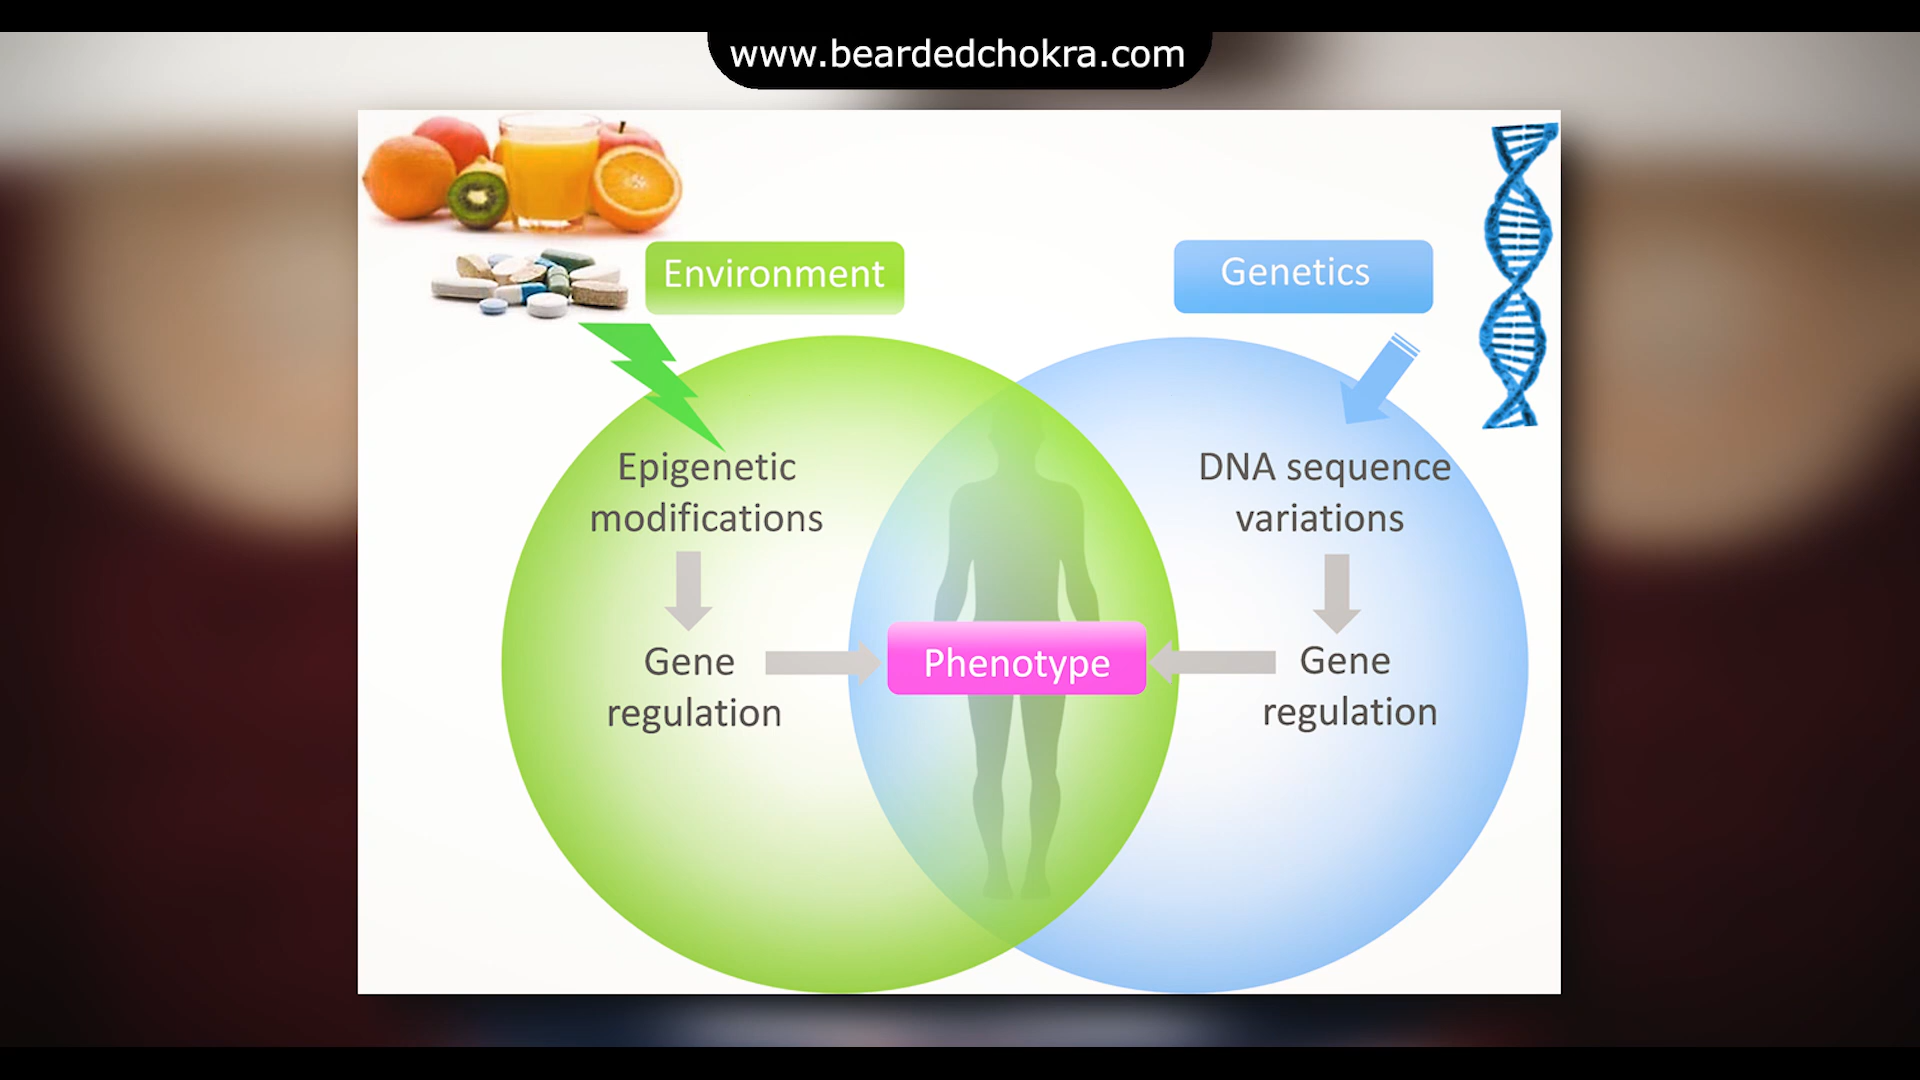 www.beardedchokra.com
Environment
Genetics
Epigenetic
modifications
DNA sequence
variations
Gene
regulation
Phenotype
Gene
regulation